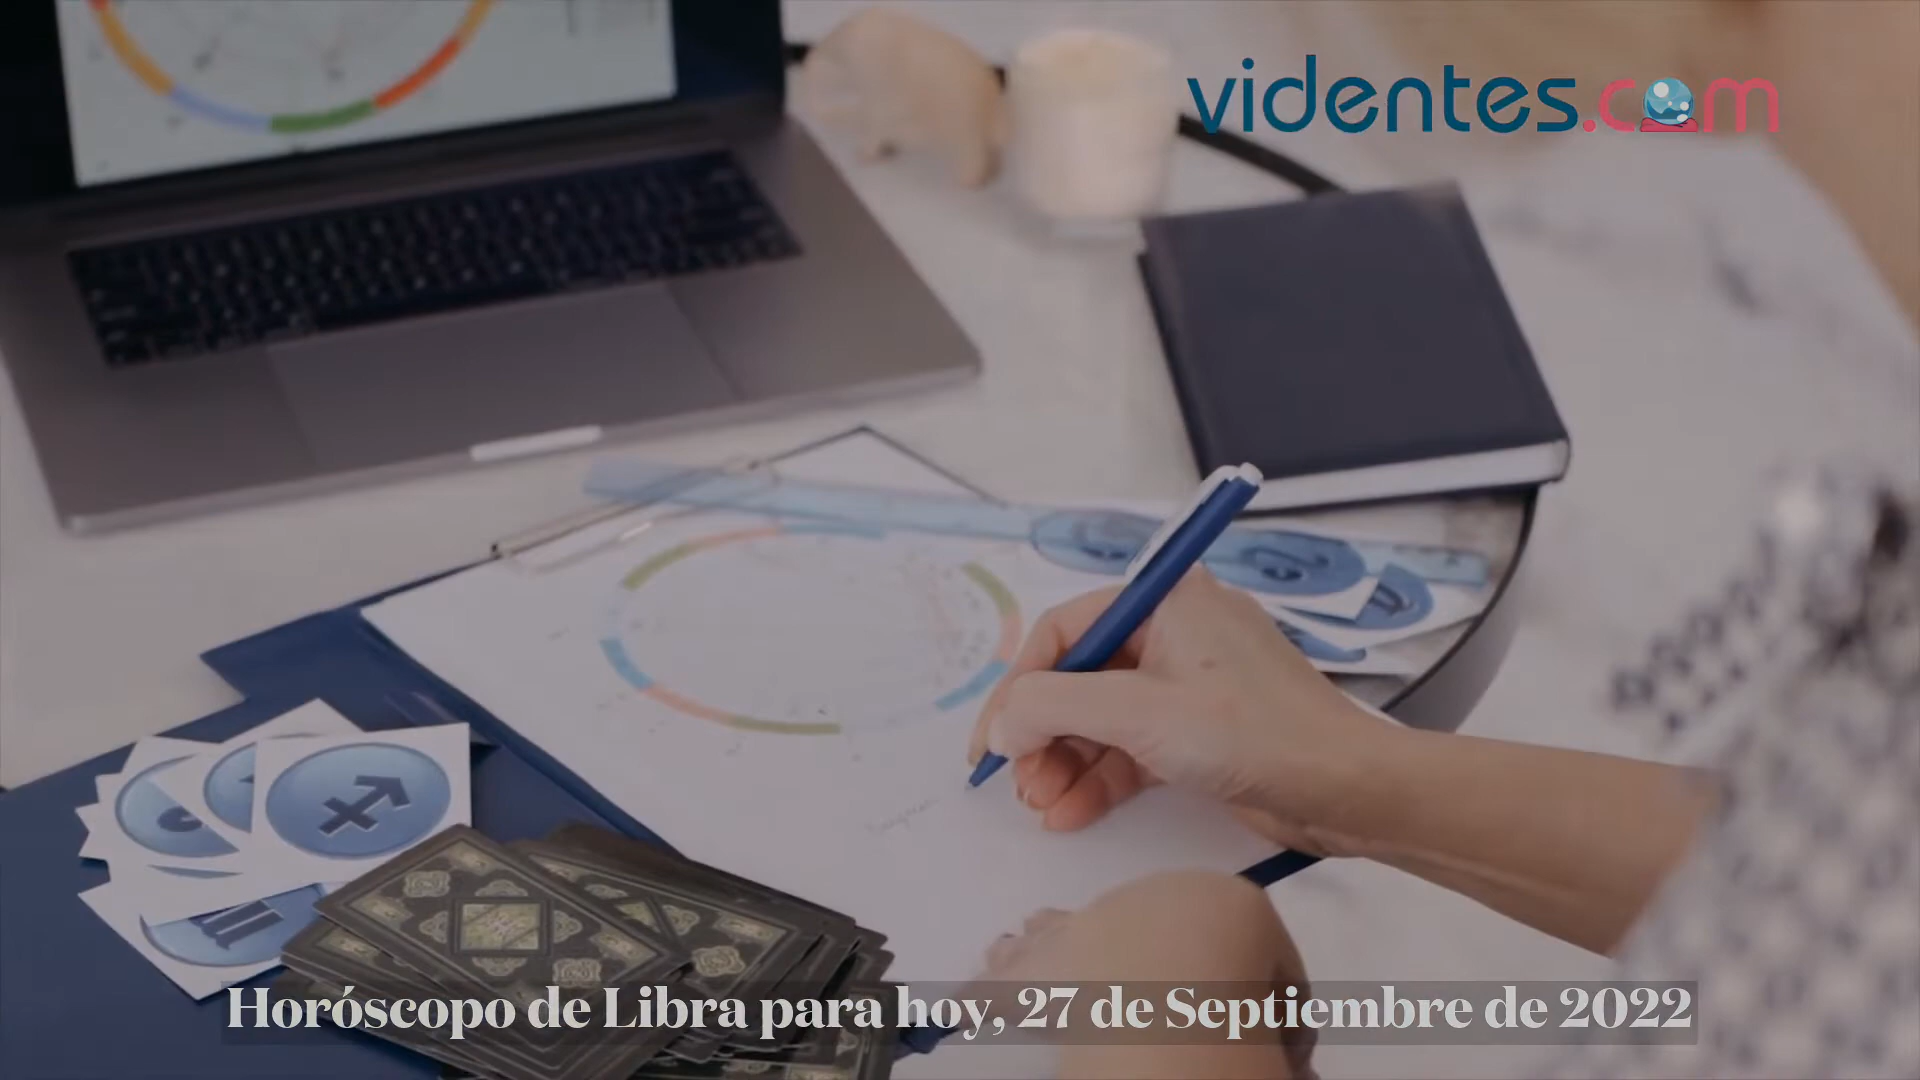 videntes.com
Horóscopo de Libra para hoy, 27 de Septiembre de 2022